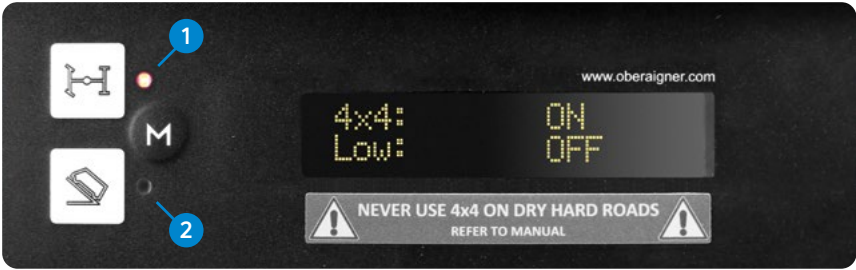 1
www.oberaigner.com
4x4: ON
Low: OFF
M
NEVER USE 4x4 ON DRY HARD ROADS
REFER TO MANUAL
2